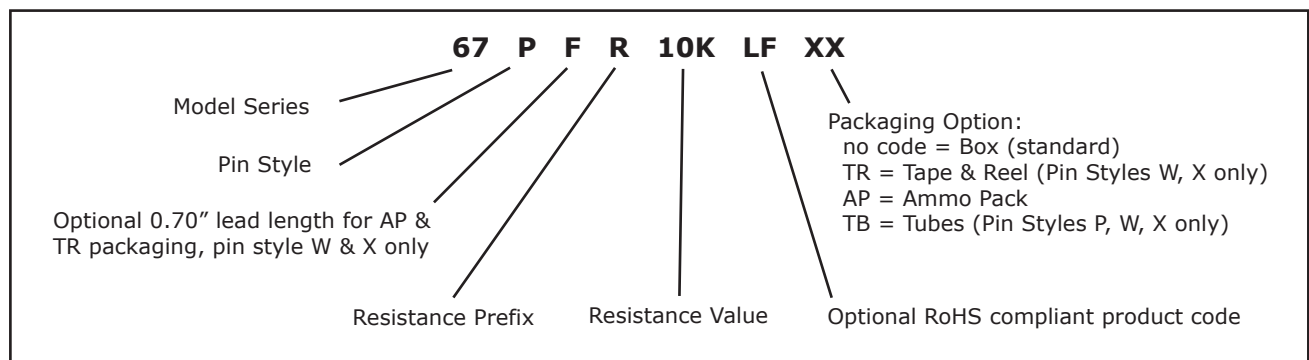 67 P F R 10K LF XX
Model Series
Pin Style
Optional 0.70″ lead length for AP &
TR packaging, pin style W & X only
Resistance Prefix
Resistance Value
Optional RoHS compliant product code
Packaging Option:
no code = Box (standard)
TR = Tape & Reel (Pin Styles W, X only)
AP = Ammo Pack
TB = Tubes (Pin Styles P, W, X only)